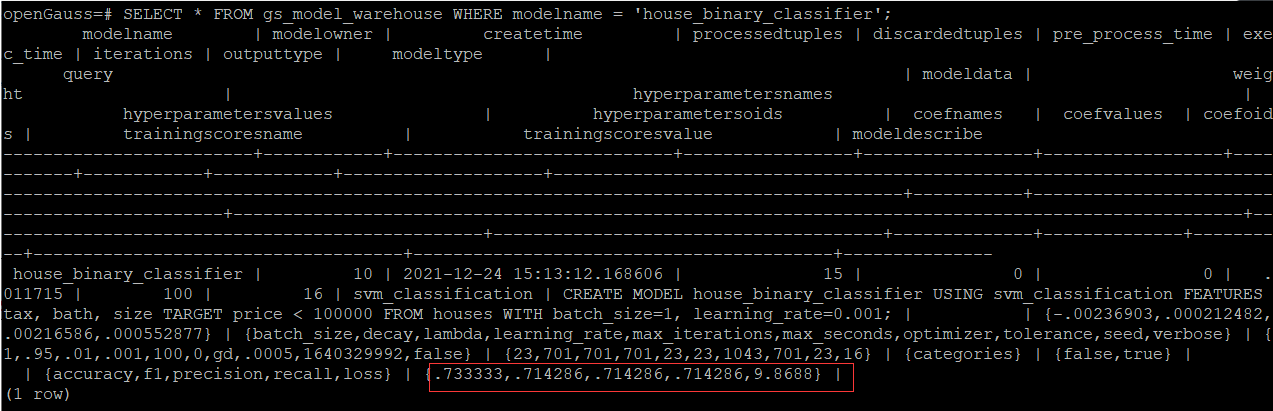 openGauss=# SELECT * FROM gs_model_warehouse WHERE modelname = 'house_binary_classifier';
modelname | modelowner | createtime | processedtuples | discardedtuples | pre_process_time | exe
c_time | iterations | outputtype | modeltype |
query | modeldata | weig
ht | hyperparametersnames |
hyperparametersvalues | hyperparametersoids | coefnames | coefvalues | coefoid
s | trainingscoresname | trainingscoresvalue | modeldescribe
---------------------------+------------+----------------------------+-----------------+-----------------+------------------+----
-------+------------+------------+--------------------+----------------------------------------------------------------------
------------------------------------------------------------------------------------------+-----------+------------------------
-----------------------+--------------------------------------------------------------------------------------------------------+--
------------------------------------------------+---------------------------------------+--------------+--------------+--------
--+--------------------------------------+------------------------------------------+---------------
house_binary_classifier | 10 | 2021-12-24 15:13:12.168606 | 15 | 0 | 0 | .
011715 | 100 | 16 | svm_classification | CREATE MODEL house_binary_classifier USING svm_classification FEATURES
tax, bath, size TARGET price < 100000 FROM houses WITH batch_size=1, learning_rate=0.001; | | {-.00236903,.000212482,
.00216586,.000552877} | {batch_size,decay,lambda,learning_rate,max_iterations,max_seconds,optimizer,tolerance,seed,verbose} | {
1,.95,.01,.001,100,0,gd,.0005,1640329992,false} | {23,701,701,701,23,23,1043,701,23,16} | {categories} | {false,true} |
| {accuracy,f1,precision,recall,loss} | {.733333,.714286,.714286,.714286,9.8688} |
(1 row)